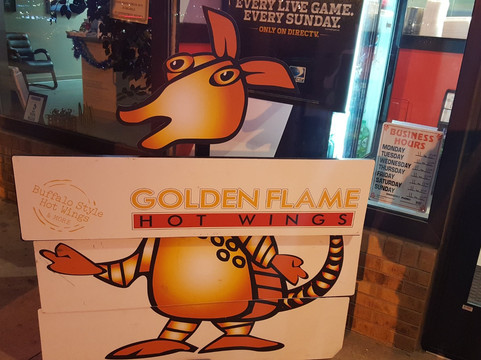 EVERY LIVE GAME.
EVERY SUNDAY.
ONLY ON DIRECTV.
BUSINESS
HOURS
MONDAY
TUESDAY
WEDNESDAY
THURSDAY
FRIDAY
SATURDAY
SUNDAY
Buffalo Style
Hot Wings
& MORE
GOLDEN FLAME
HOT WINGS